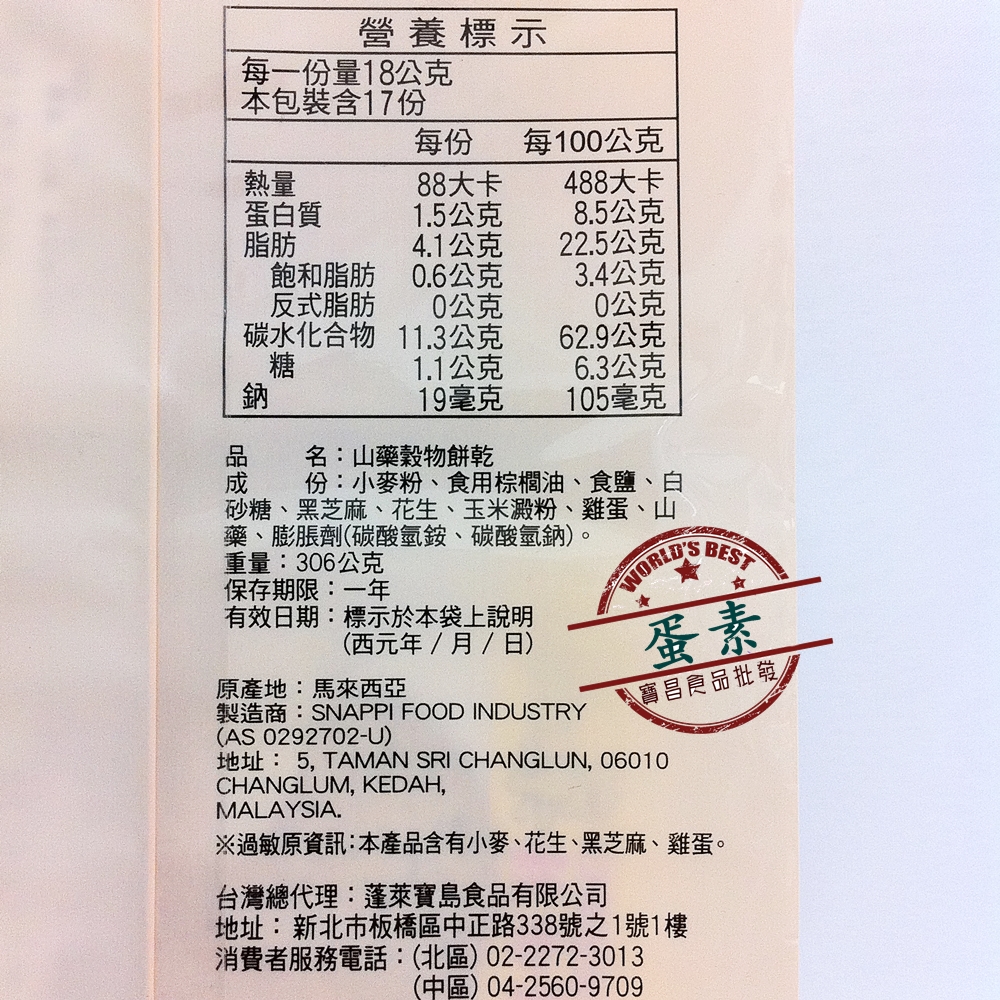 營養標示
每一份量18公克
本包裝含17份
每份 每100公克
熱量 88大卡 488大卡
蛋白質 1.5公克 8.5公克
脂肪 4.1公克 22.5公克
飽和脂肪 0.6公克 3.4公克
反式脂肪 0公克 0公克
碳水化合物 11.3公克 62.9公克
糖 1.1公克 6.3公克
鈉 19毫克 105毫克
品 名：山藥穀物餅乾
成 份：小麥粉、食用棕櫚油、食鹽、白
砂糖、黑芝麻、花生、玉米澱粉、雞蛋、山
藥、膨脹劑(碳酸氫銨、碳酸氫鈉)。
重量：306公克
保存期限：一年
有效日期：標示於本袋上說明
(西元年 / 月 / 日)
WORLD'S BEST
蛋素
寶昌食品批發
原產地：馬來西亞
製造商：SNAPPI FOOD INDUSTRY
(AS 0292702-U)
地址： 5, TAMAN SRI CHANGLUN, 06010
CHANGLUM, KEDAH,
MALAYSIA.
※過敏原資訊：本產品含有小麥、花生、黑芝麻、雞蛋。
台灣總代理：蓬萊寶島食品有限公司
地址：新北市板橋區中正路338號之1號1樓
消費者服務電話：(北區) 02-2272-3013
(中區) 04-2560-9709